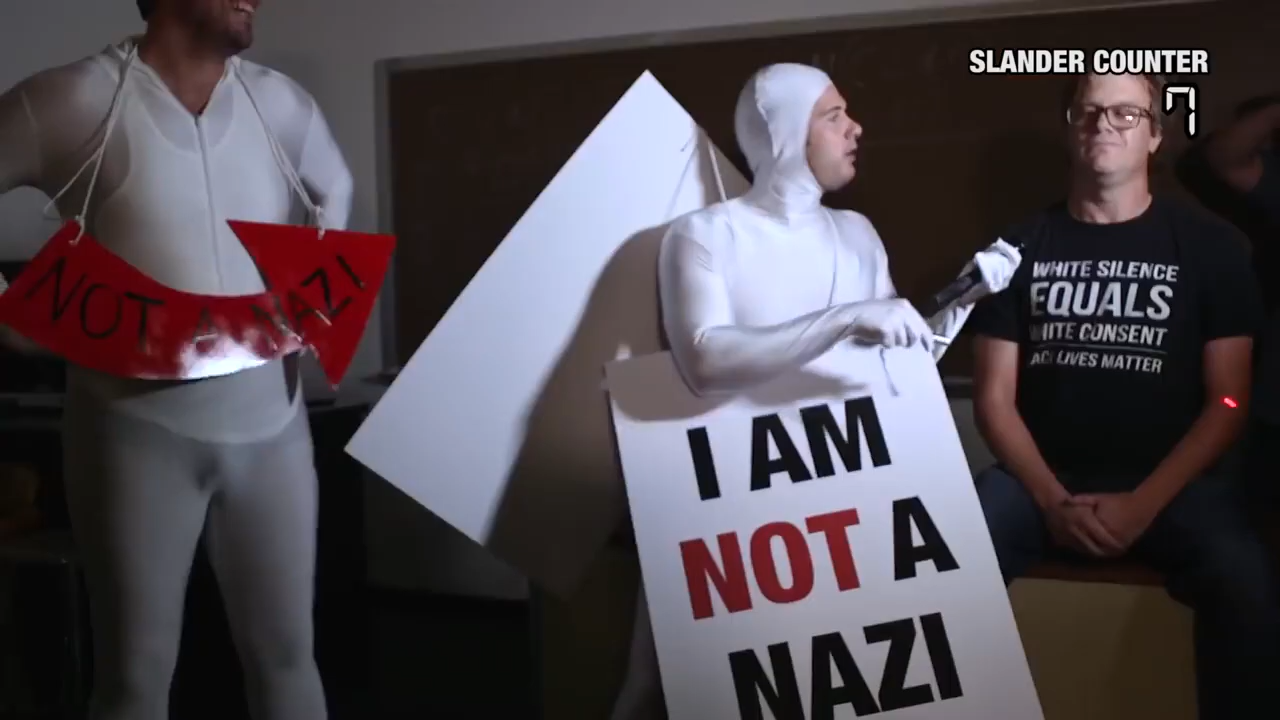 SLANDER COUNTER
7
NOT A NAZI
WHITE SILENCE
EQUALS
WHITE CONSENT
LIVES MATTER
I AM
NOT A
NAZI